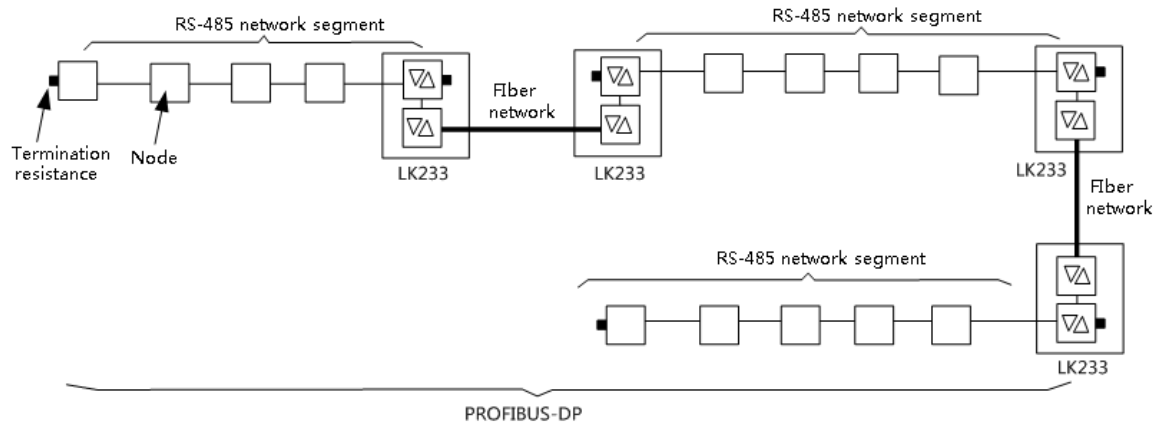 RS-485 network segment
RS-485 network segment
FIber
network
Termination
resistance
Node
LK233
LK233
LK233
FIber
network
RS-485 network segment
LK233
PROFIBUS-DP